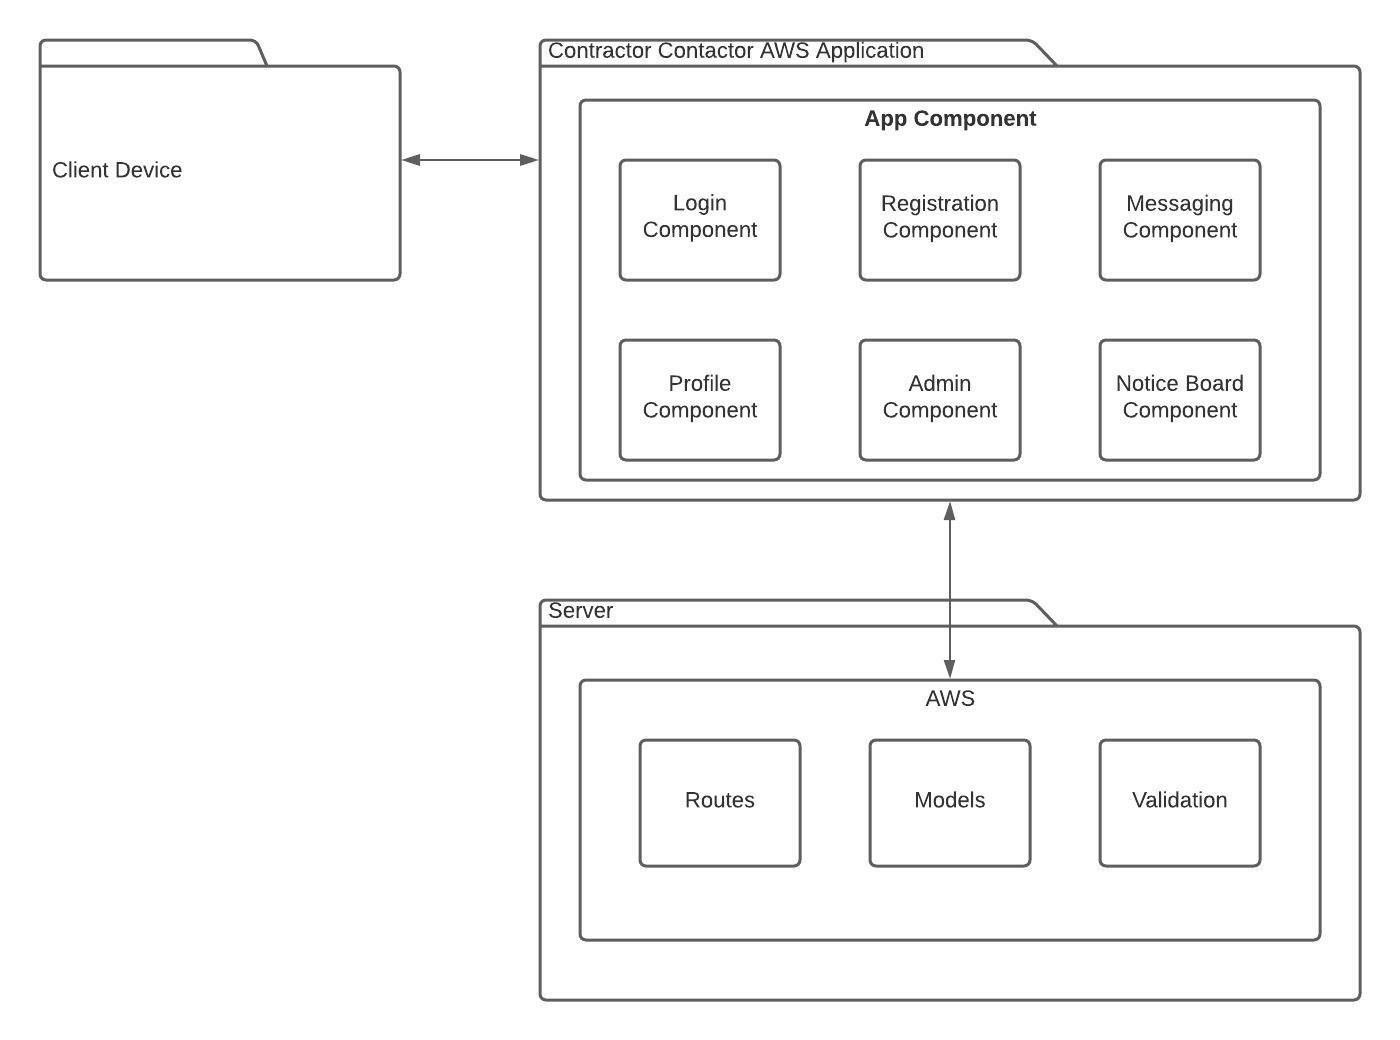 Contractor Contactor AWS Application
App Component
Client Device
Login
Component
Registration
Component
Messaging
Component
Profile
Component
Admin
Component
Notice Board
Component
Server
AWS
Routes
Models
Validation